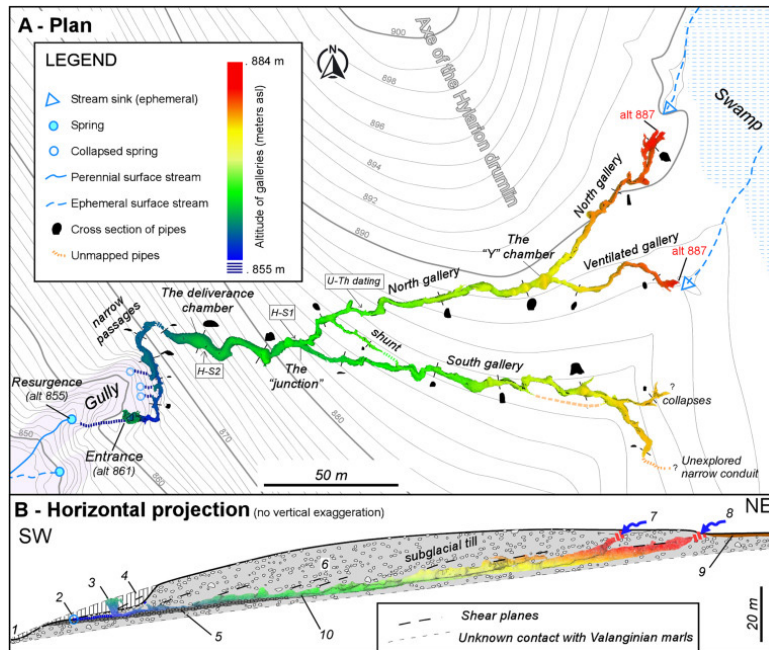 A - Plan
LEGEND
Stream sink (ephemeral)
Spring
Collapsed spring
Perennial surface stream
Ephemeral surface stream
Cross section of pipes
Unmapped pipes
. 884 m
Altitude of galleries (meters asl)
. 855 m
N
900
898
896
894
892
890
Axe of the Hylarion drumlin
Swamp
alt 887
North gallery
The
"Y" chamber
Ventilated gallery
alt 887
U-Th dating
North gallery
The deliverance
chamber
narrow
passages
H-S1
shunt
H-S2
The
"junction"
South gallery
Resurgence
(alt 855)
Gully
Entrance
(alt 861)
?
collapses
? Unexplored
narrow conduit
850
860
870
880
50 m
B - Horizontal projection (no vertical exaggeration)
SW
NE
1
2
3
4
5
6
subglacial till
7
8
9
10
Shear planes
Unknown contact with Valanginian marls
20 m